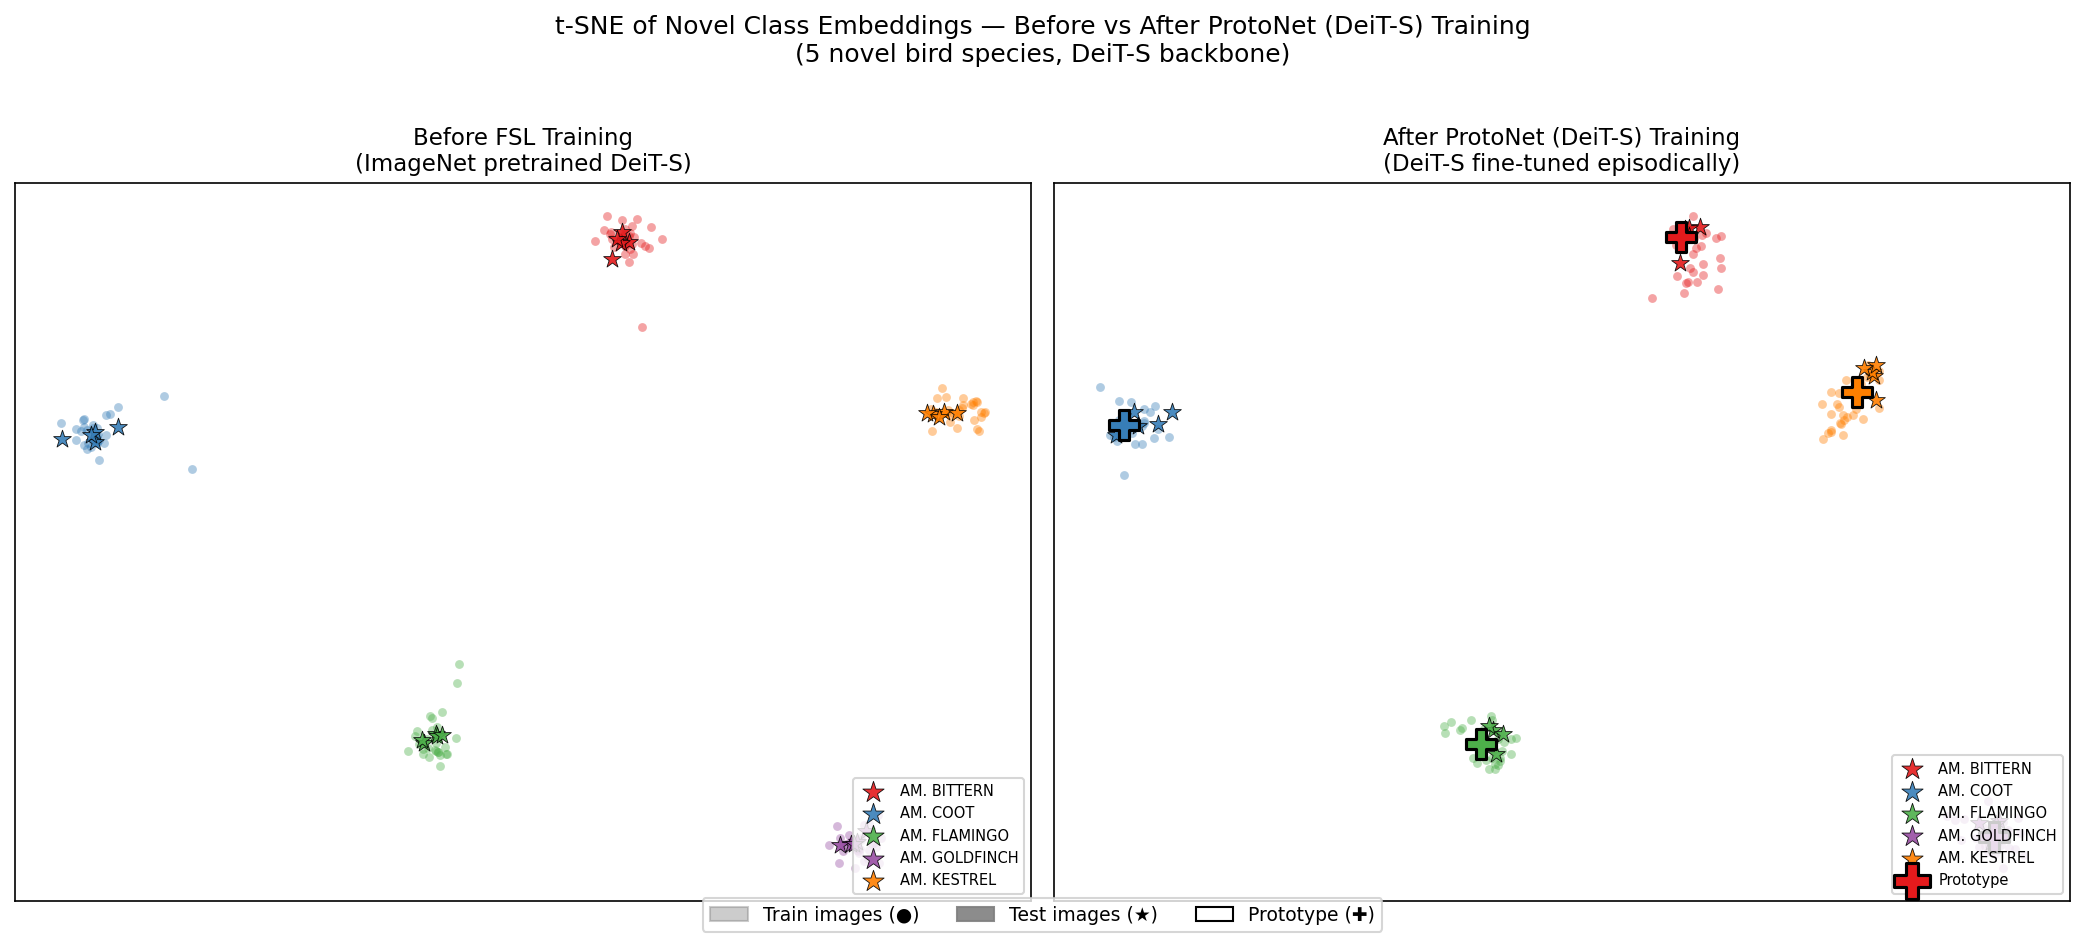 t-SNE of Novel Class Embeddings — Before vs After ProtoNet (DeiT-S) Training
(5 novel bird species, DeiT-S backbone)
Before FSL Training
(ImageNet pretrained DeiT-S)
AM. BITTERN
AM. COOT
AM. FLAMINGO
AM. GOLDFINCH
AM. KESTREL
After ProtoNet (DeiT-S) Training
(DeiT-S fine-tuned episodically)
AM. BITTERN
AM. COOT
AM. FLAMINGO
AM. GOLDFINCH
AM. KESTREL
Prototype
Train images (●) Test images (★) Prototype (✚)